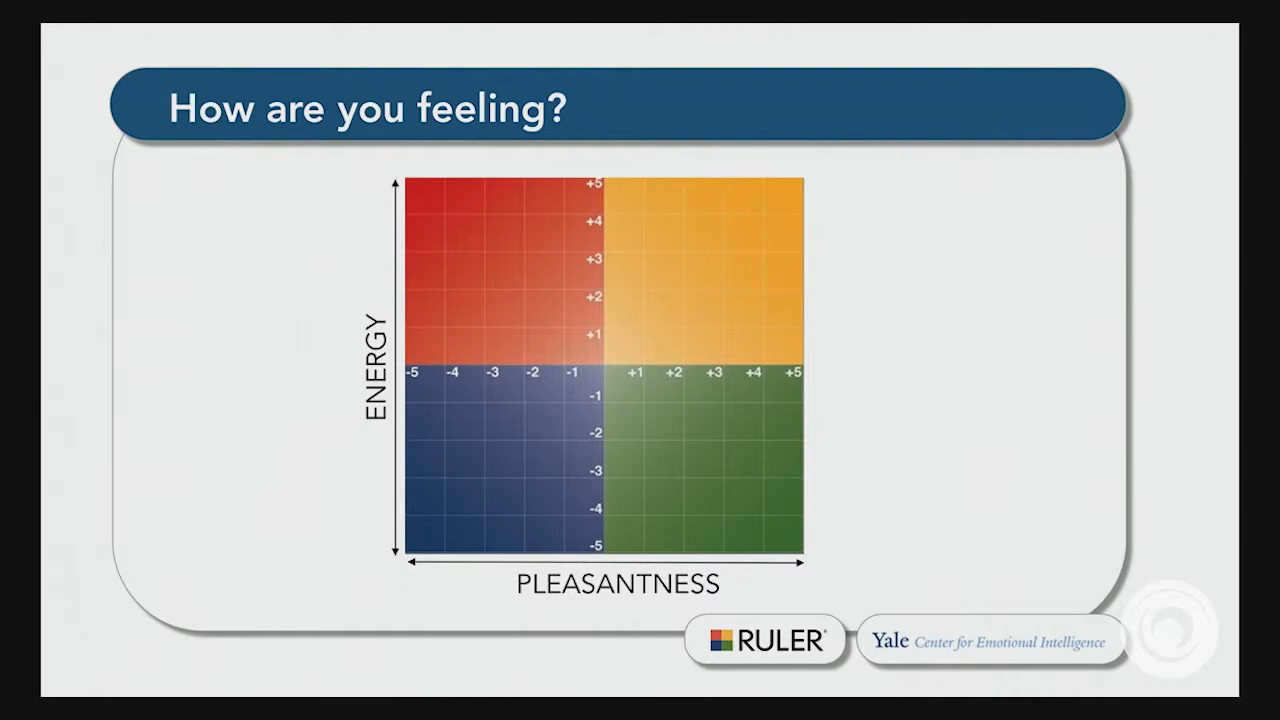 How are you feeling?
+5
+4
+3
+2
+1
-5 -4 -3 -2 -1 +1 +2 +3 +4 +5
-1
-2
-3
-4
-5
ENERGY
PLEASANTNESS
RULER®
Yale Center for Emotional Intelligence